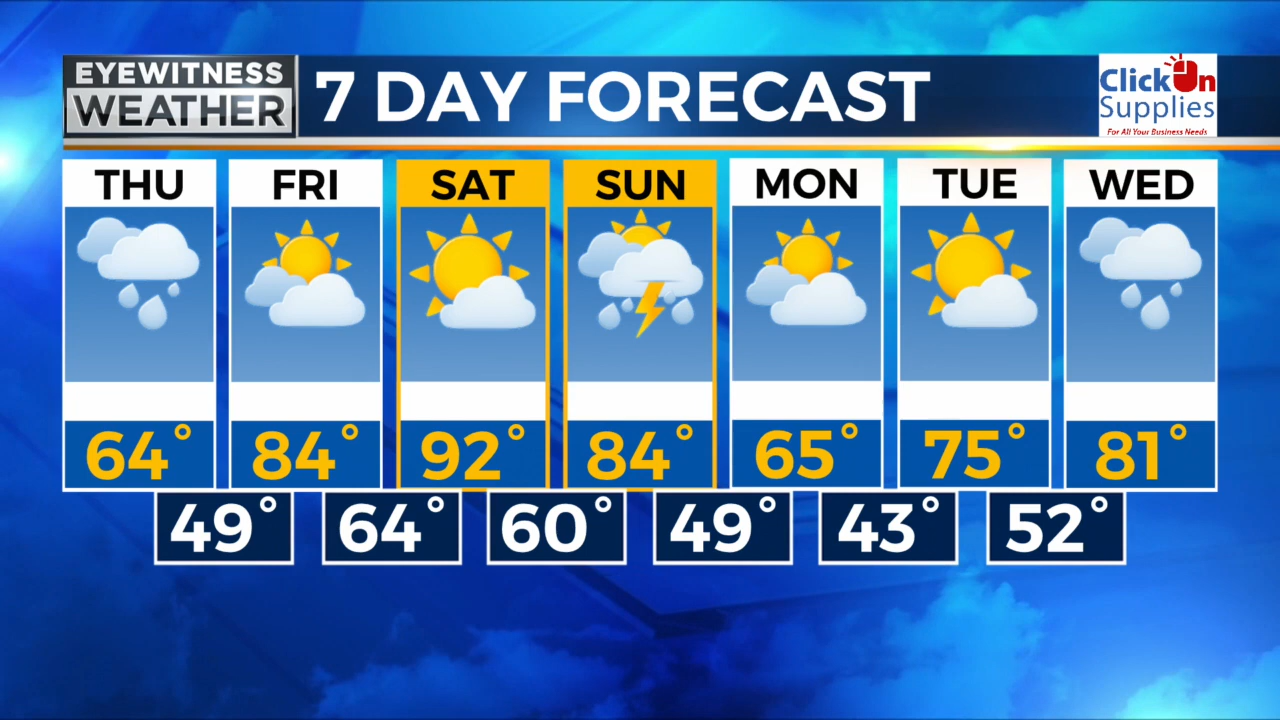 EYEWITNESS
WEATHER
7 DAY FORECAST
ClickOn
Supplies
For All Your Business Needs
THU FRI SAT SUN MON TUE WED
64° 84° 92° 84° 65° 75° 81°
49° 64° 60° 49° 43° 52°